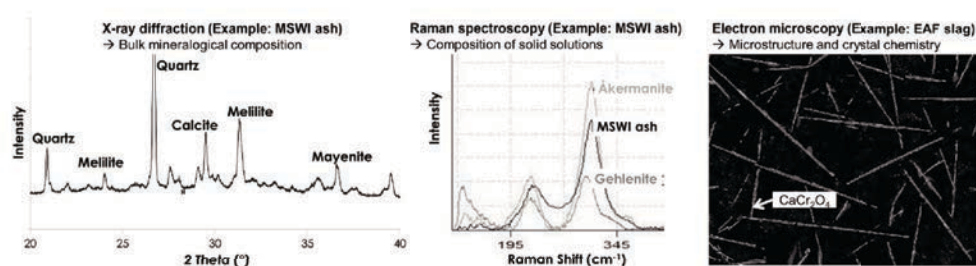 X-ray diffraction (Example: MSWI ash)
→ Bulk mineralogical composition
Quartz
Quartz
Melilite
Calcite
Melilite
Mayenite
Intensity
20
25
30
35
40
2 Theta (°)
Raman spectroscopy (Example: MSWI ash)
→ Composition of solid solutions
Åkermanite
MSWI ash
Gehlenite
Intensity
195
345
Raman Shift (cm⁻¹)
Electron microscopy (Example: EAF slag)
→ Microstructure and crystal chemistry
CaCr₂O₄